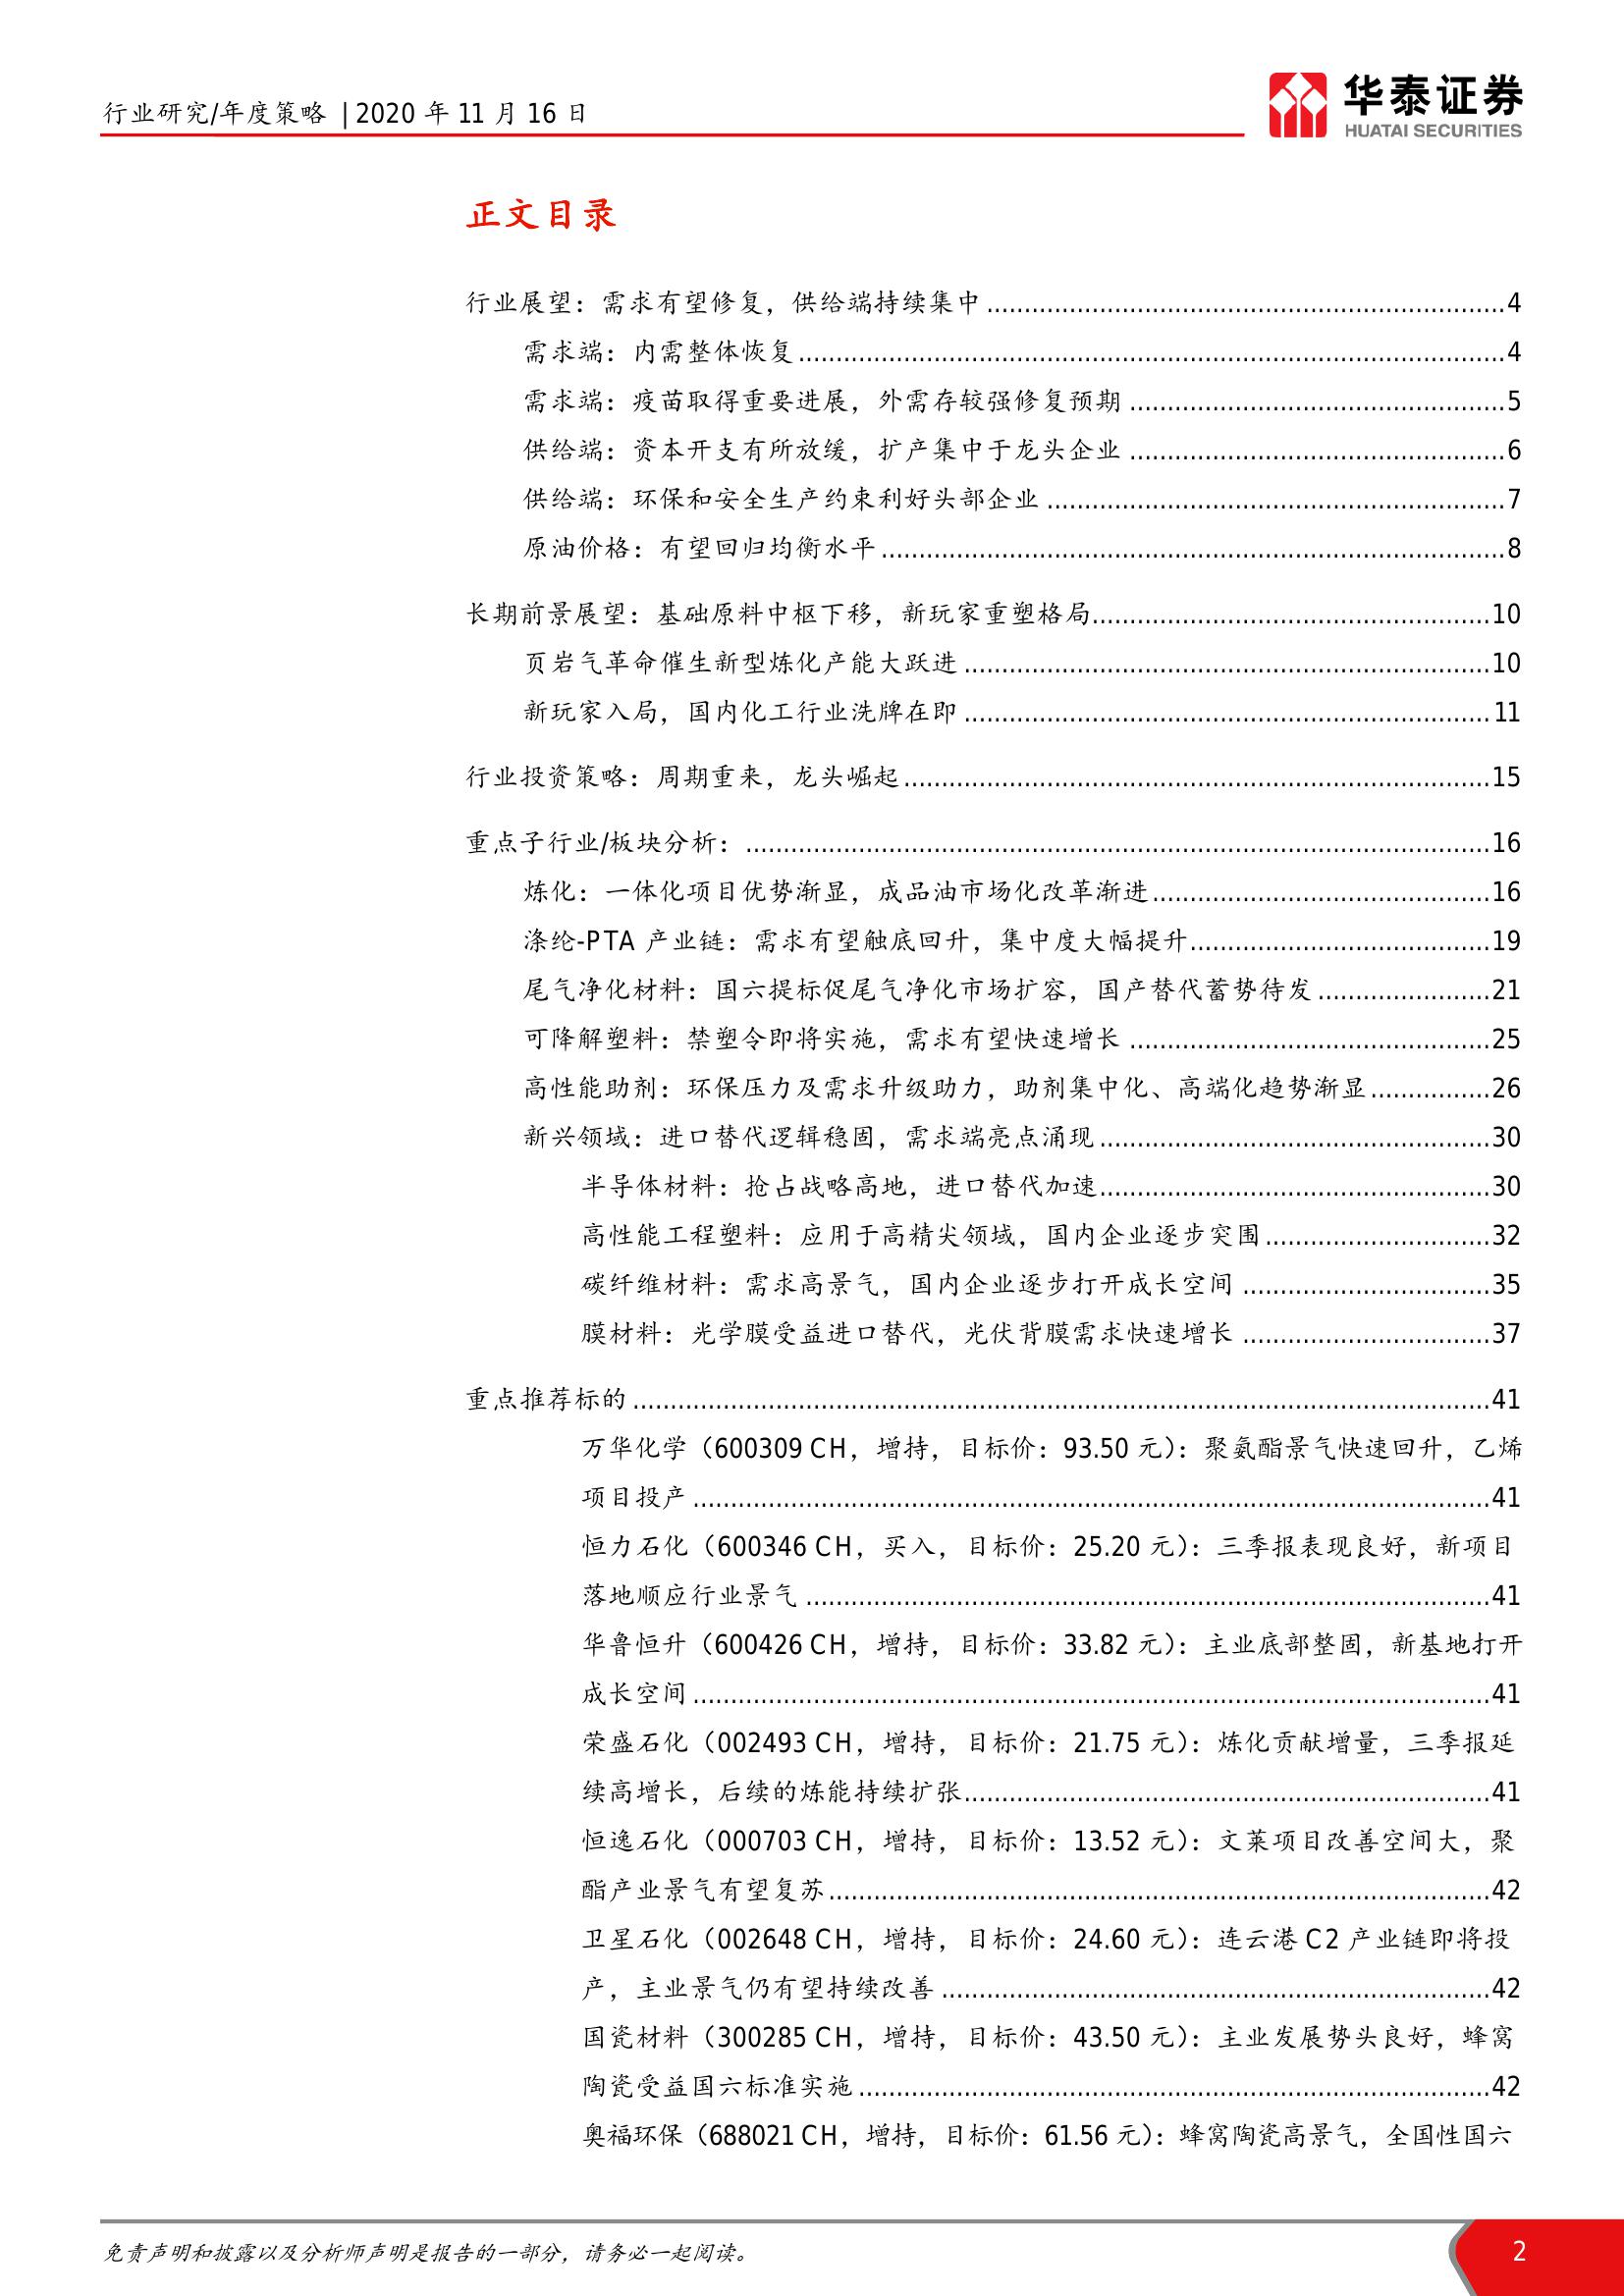 行业研究/年度策略 | 2020 年 11 月 16 日
华泰证券
HUATAI SECURITIES
正文目录
行业展望：需求有望修复，供给端持续集中......4
需求端：内需整体恢复......4
需求端：疫苗取得重要进展，外需存较强修复预期......5
供给端：资本开支有所放缓，扩产集中于龙头企业......6
供给端：环保和安全生产约束利好头部企业......7
原油价格：有望回归均衡水平......8
长期前景展望：基础原料中枢下移，新玩家重塑格局......10
页岩气革命催生新型炼化产能大跃进......10
新玩家入局，国内化工行业洗牌在即......11
行业投资策略：周期重来，龙头崛起......15
重点子行业/板块分析：......16
炼化：一体化项目优势渐显，成品油市场化改革渐进......16
涤纶-PTA 产业链：需求有望触底回升，集中度大幅提升......19
尾气净化材料：国六提标促尾气净化市场扩容，国产替代蓄势待发......21
可降解塑料：禁塑令即将实施，需求有望快速增长......25
高性能助剂：环保压力及需求升级助力，助剂集中化、高端化趋势渐显......26
新兴领域：进口替代逻辑稳固，需求端亮点涌现......30
半导体材料：抢占战略高地，进口替代加速......30
高性能工程塑料：应用于高精尖领域，国内企业逐步突围......32
碳纤维材料：需求高景气，国内企业逐步打开成长空间......35
膜材料：光学膜受益进口替代，光伏背膜需求快速增长......37
重点推荐标的......41
万华化学（600309 CH，增持，目标价：93.50 元）：聚氨酯景气快速回升，乙烯
项目投产......41
恒力石化（600346 CH，买入，目标价：25.20 元）：三季报表现良好，新项目
落地顺应行业景气......41
华鲁恒升（600426 CH，增持，目标价：33.82 元）：主业底部整固，新基地打开
成长空间......41
荣盛石化（002493 CH，增持，目标价：21.75 元）：炼化贡献增量，三季报延
续高增长，后续的炼能持续扩张......41
恒逸石化（000703 CH，增持，目标价：13.52 元）：文莱项目改善空间大，聚
酯产业景气有望复苏......42
卫星石化（002648 CH，增持，目标价：24.60 元）：连云港 C2 产业链即将投
产，主业景气仍有望持续改善......42
国瓷材料（300285 CH，增持，目标价：43.50 元）：主业发展势头良好，蜂窝
陶瓷受益国六标准实施......42
奥福环保（688021 CH，增持，目标价：61.56 元）：蜂窝陶瓷高景气，全国性国六
免责声明和披露以及分析师声明是报告的一部分，请务必一起阅读。
2